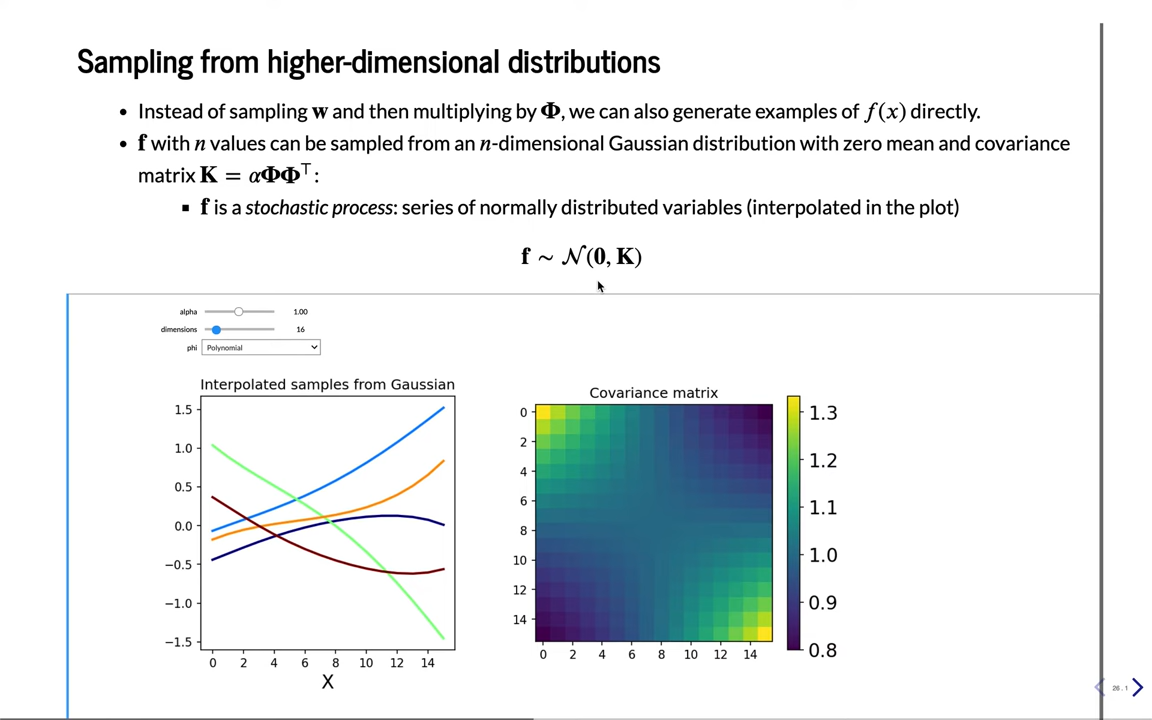 Sampling from higher-dimensional distributions
• Instead of sampling w and then multiplying by Φ, we can also generate examples of f(x) directly.
• f with n values can be sampled from an n-dimensional Gaussian distribution with zero mean and covariance
matrix K = αΦΦ⊤:
▪ f is a stochastic process: series of normally distributed variables (interpolated in the plot)
f ∼ 𝒩(0, K)
alpha 1.00
dimensions 16
phi Polynomial
Interpolated samples from Gaussian
1.5
1.0
0.5
0.0
−0.5
−1.0
−1.5
0 2 4 6 8 10 12 14
X
Covariance matrix
0
2
4
6
8
10
12
14
0 2 4 6 8 10 12 14
1.3
1.2
1.1
1.0
0.9
0.8
26 . 1